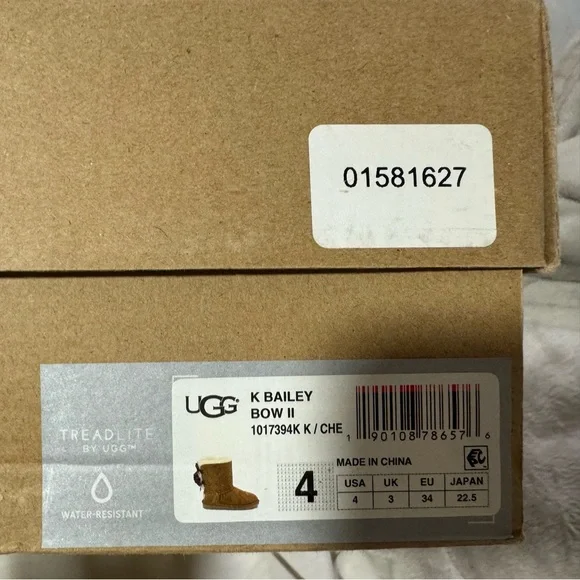 01581627
TREADLITE
BY UGG™
WATER-RESISTANT
UGG®
K BAILEY
BOW II
1017394K K / CHE
1 90108 78657 6
4
MADE IN CHINA
USA UK EU JAPAN
4 3 34 22.5